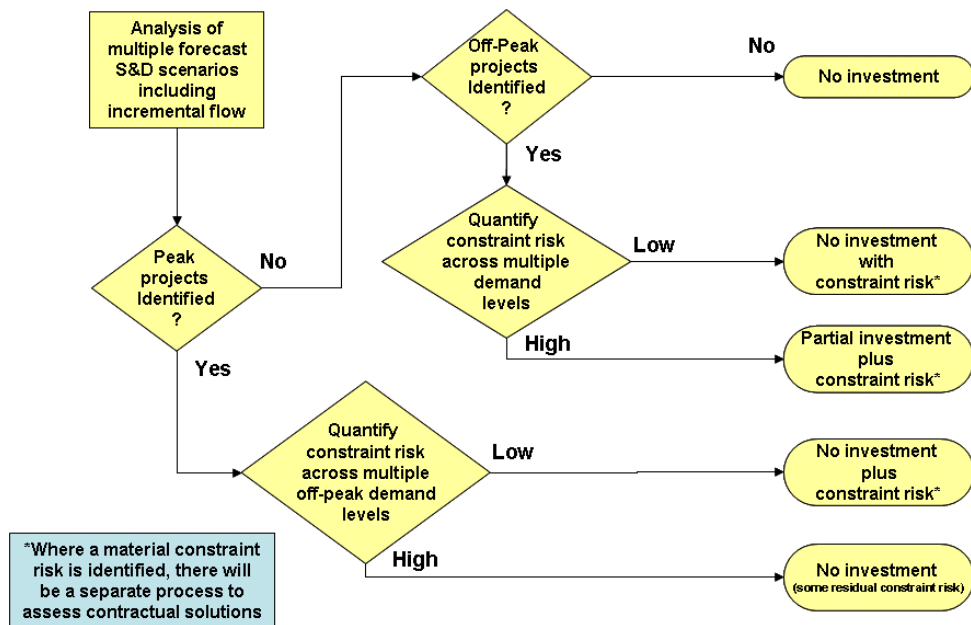 Analysis of
multiple forecast
S&D scenarios
including
incremental flow
Off-Peak
projects
Identified
?
No
No investment
Yes
Peak
projects
Identified
?
No
Quantify
constraint risk
across multiple
demand
levels
Low
No investment
with
constraint risk*
High
Partial investment
plus
constraint risk*
Yes
Quantify
constraint risk
across multiple
off-peak demand
levels
Low
No investment
plus
constraint risk*
High
No investment
(some residual constraint risk)
*Where a material constraint
risk is identified, there will
be a separate process to
assess contractual solutions